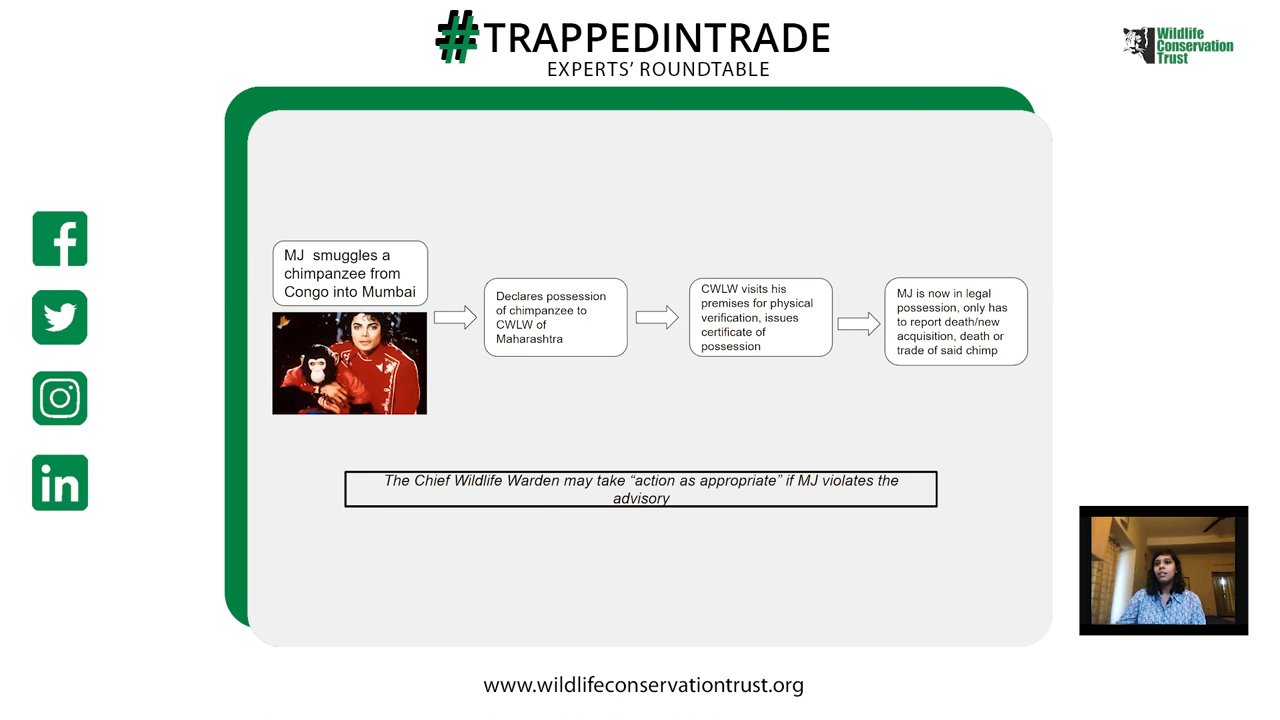 #TRAPPEDINTRADE
EXPERTS' ROUNDTABLE
Wildlife
Conservation
Trust
MJ smuggles a
chimpanzee from
Congo into Mumbai
Declares possession
of chimpanzee to
CWLW of
Maharashtra
CWLW visits his
premises for physical
verification, issues
certificate of
possession
MJ is now in legal
possession, only has
to report death/new
acquisition, death or
trade of said chimp
The Chief Wildlife Warden may take “action as appropriate” if MJ violates the
advisory
in
www.wildlifeconservationtrust.org